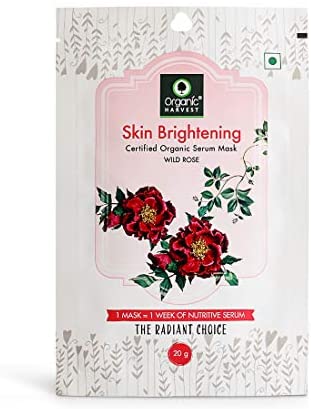 Organic®
HARVEST
Skin Brightening
Certified Organic Serum Mask
WILD ROSE
1 MASK = 1 WEEK OF NUTRITIVE SERUM
THE RADIANT CHOICE
20 g